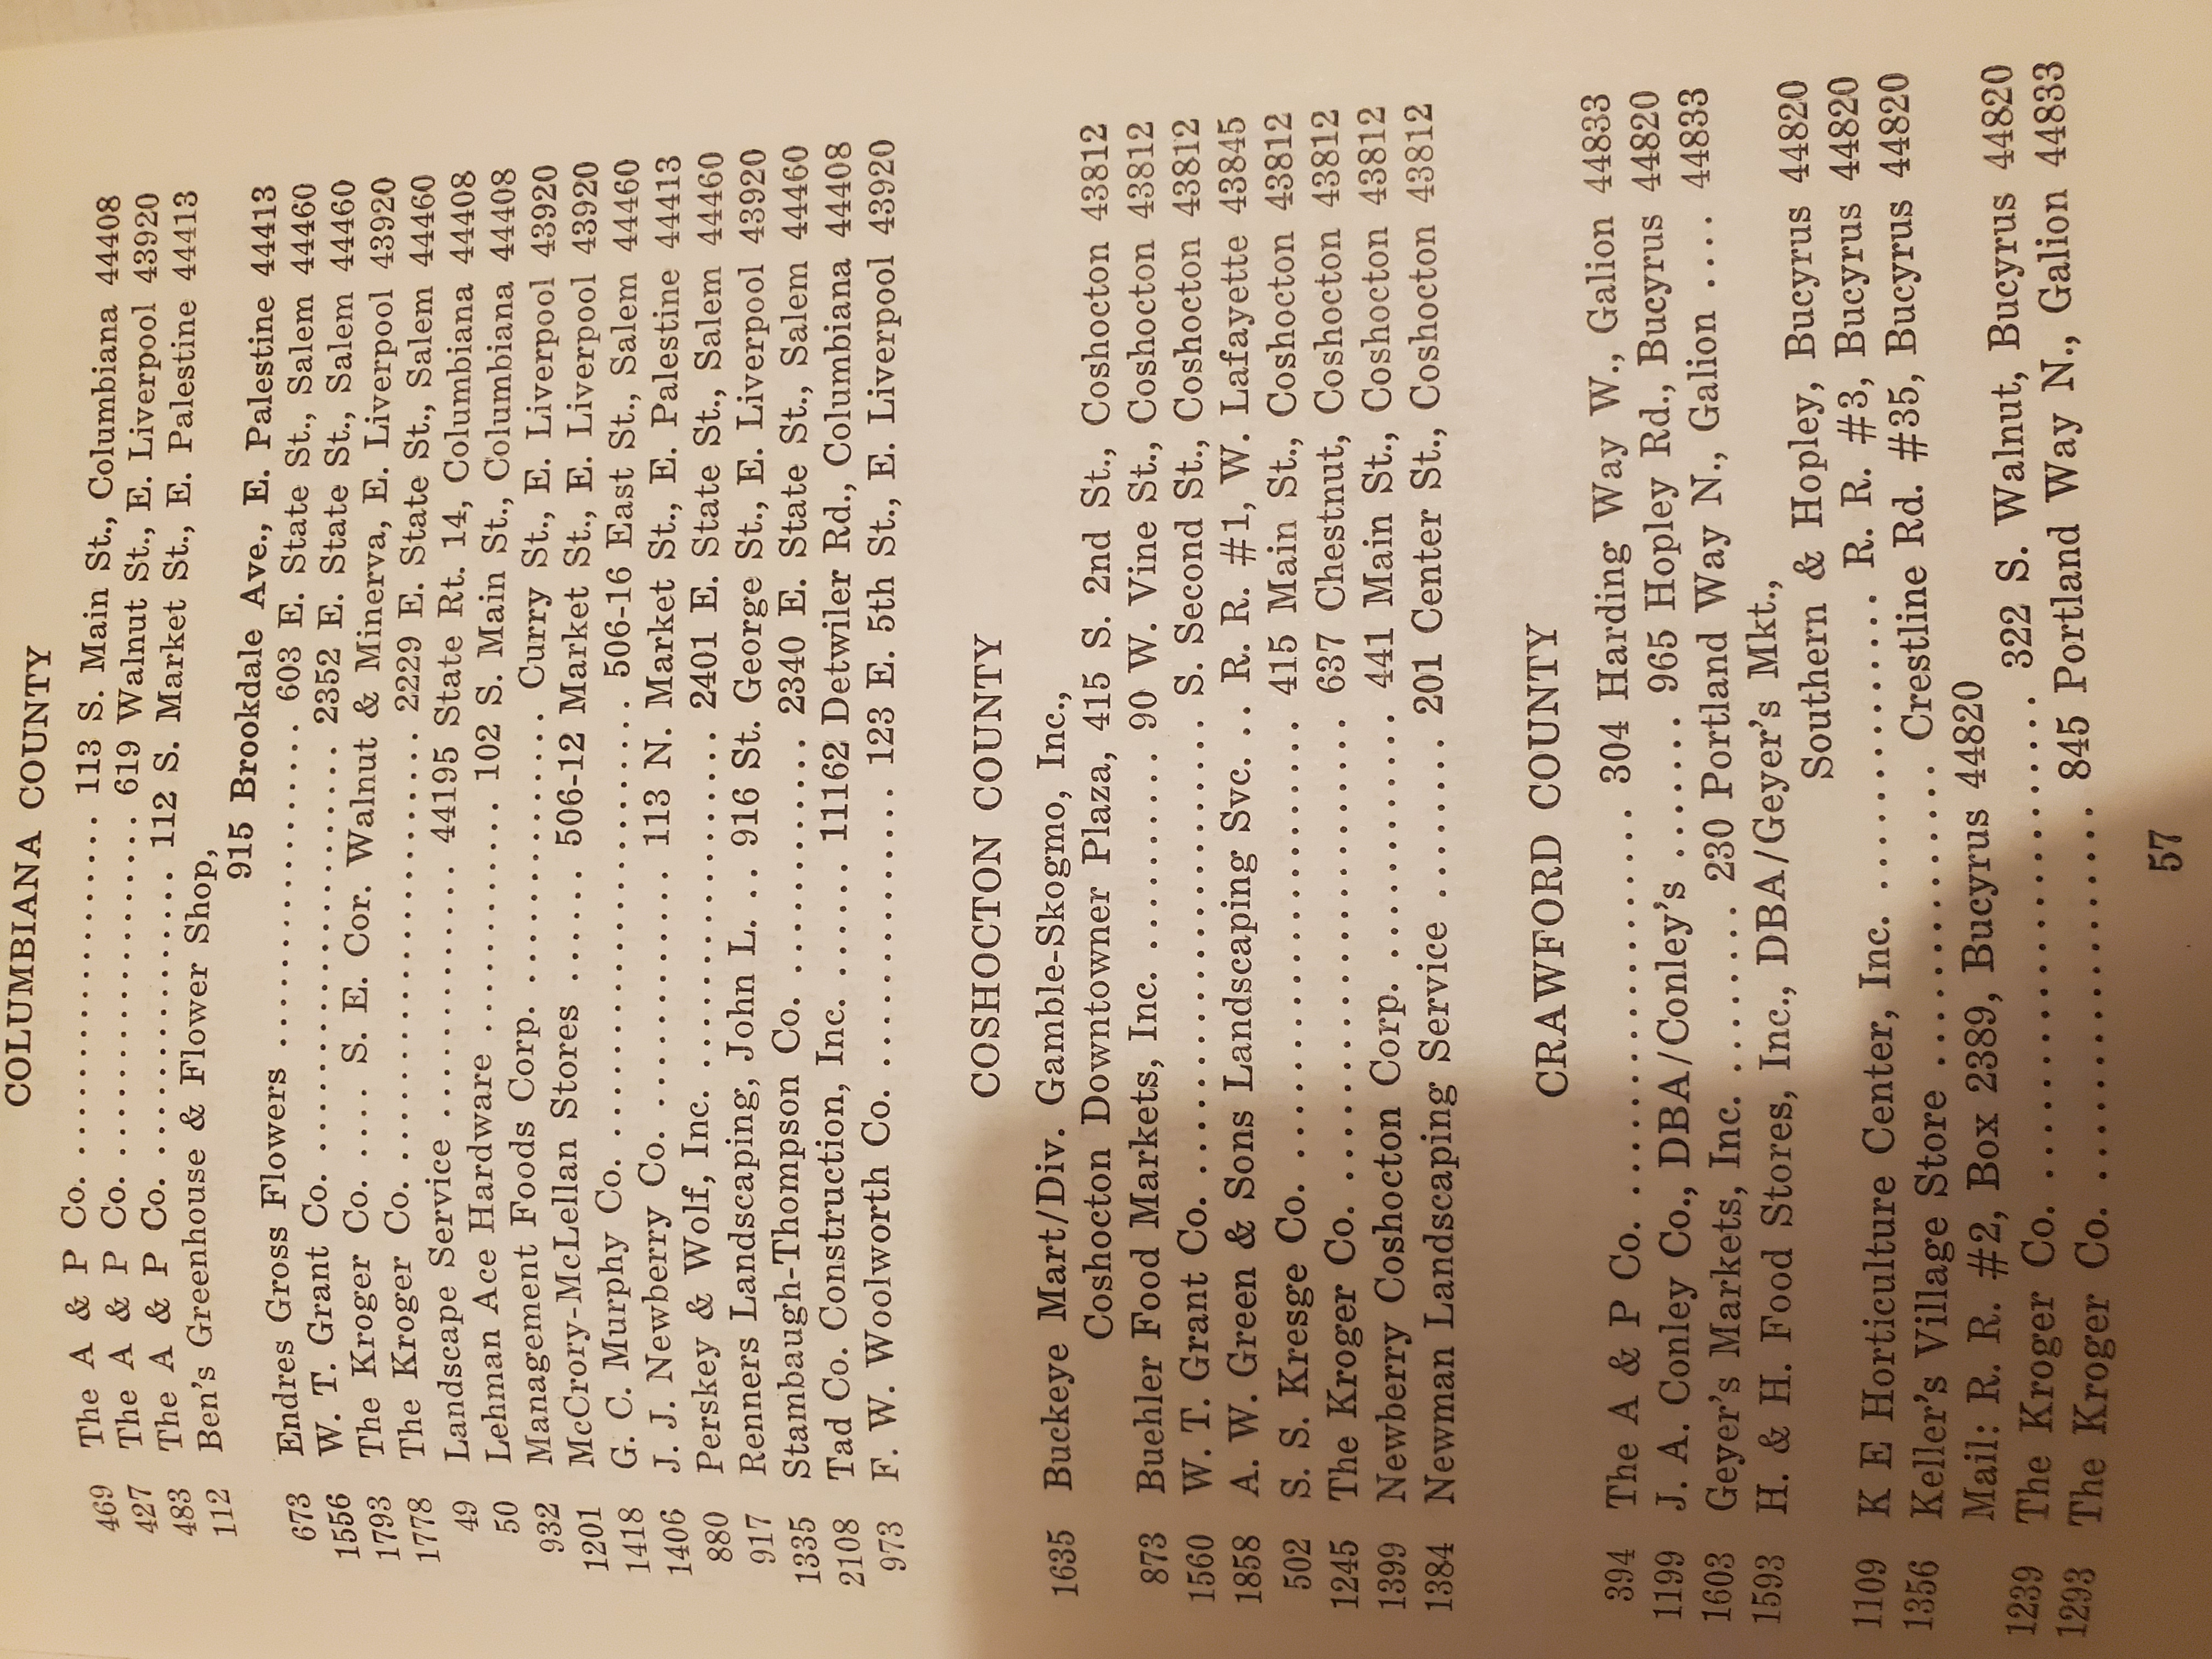 COLUMBIANA COUNTY
469 The A & P Co. .................... 113 S. Main St., Columbiana 44408
427 The A & P Co. .................... 619 Walnut St., E. Liverpool 43920
483 The A & P Co. ................ 112 S. Market St., E. Palestine 44413
112 Ben's Greenhouse & Flower Shop,
915 Brookdale Ave., E. Palestine 44413
673 Endres Gross Flowers .................... 603 E. State St., Salem 44460
1556 W. T. Grant Co. .................... 2352 E. State St., Salem 44460
1793 The Kroger Co. .... S. E. Cor. Walnut & Minerva, E. Liverpool 43920
1778 The Kroger Co. .................... 2229 E. State St., Salem 44460
49 Landscape Service .................... 44195 State Rt. 14, Columbiana 44408
50 Lehman Ace Hardware ................ 102 S. Main St., Columbiana 44408
932 Management Foods Corp. ................ Curry St., E. Liverpool 43920
1201 McCrory-McLellan Stores ...... 506-12 Market St., E. Liverpool 43920
1418 G. C. Murphy Co. .................... 506-16 East St., Salem 44460
1406 J. J. Newberry Co. ................ 113 N. Market St., E. Palestine 44413
880 Perskey & Wolf, Inc. .................... 2401 E. State St., Salem 44460
917 Renners Landscaping, John L. .. 916 St. George St., E. Liverpool 43920
1335 Stambaugh-Thompson Co. ................ 2340 E. State St., Salem 44460
2108 Tad Co. Construction, Inc. ...... 11162 Detwiler Rd., Columbiana 44408
973 F. W. Woolworth Co. .................... 123 E. 5th St., E. Liverpool 43920
COSHOCTON COUNTY
1635 Buckeye Mart/Div. Gamble-Skogmo, Inc.,
Coshocton Downtowner Plaza, 415 S. 2nd St., Coshocton 43812
873 Buehler Food Markets, Inc. .......... 90 W. Vine St., Coshocton 43812
1560 W. T. Grant Co. .................... S. Second St., Coshocton 43812
1858 A. W. Green & Sons Landscaping Svc. .. R. R. #1, W. Lafayette 43845
502 S. S. Kresge Co. .................... 415 Main St., Coshocton 43812
1245 The Kroger Co. .................... 637 Chestnut, Coshocton 43812
1399 Newberry Coshocton Corp. ............ 441 Main St., Coshocton 43812
1384 Newman Landscaping Service ........ 201 Center St., Coshocton 43812
CRAWFORD COUNTY
394 The A & P Co. .................... 304 Harding Way W., Galion 44833
1199 J. A. Conley Co., DBA/Conley's ........ 965 Hopley Rd., Bucyrus 44820
1603 Geyer's Markets, Inc. ........ 230 Portland Way N., Galion .... 44833
1593 H. & H. Food Stores, Inc., DBA/Geyer's Mkt.,
Southern & Hopley, Bucyrus 44820
1109 K E Horticulture Center, Inc. .............. R. R. #3, Bucyrus 44820
1356 Keller's Village Store .............. Crestline Rd. #35, Bucyrus 44820
Mail: R. R. #2, Box 2389, Bucyrus 44820
1239 The Kroger Co. .................... 322 S. Walnut, Bucyrus 44820
1293 The Kroger Co. .................... 845 Portland Way N., Galion 44833
57